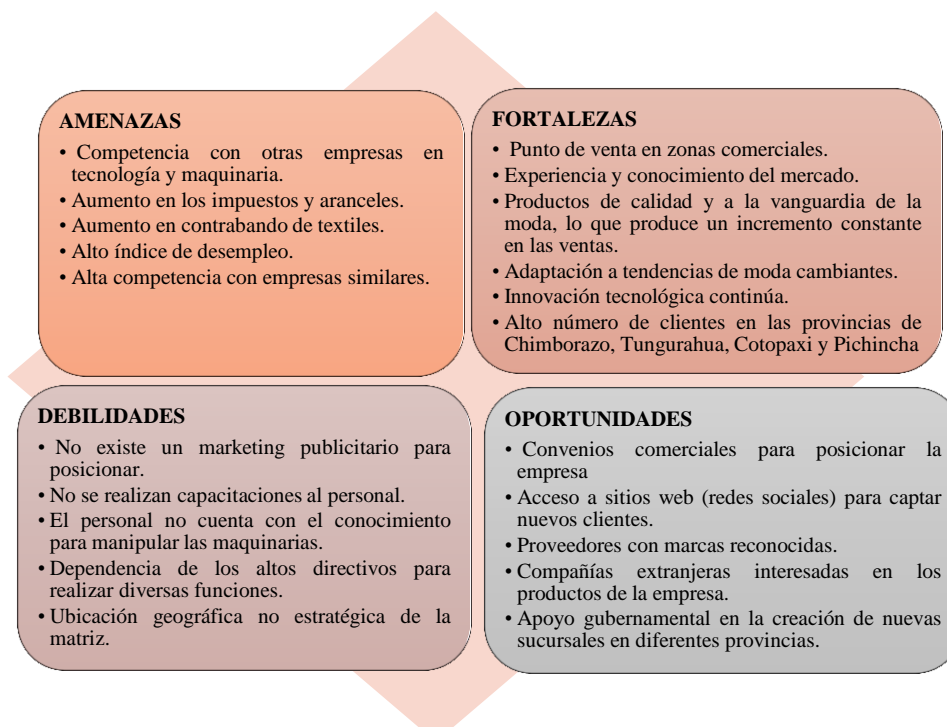 AMENAZAS
• Competencia con otras empresas en
tecnología y maquinaria.
• Aumento en los impuestos y aranceles.
• Aumento en contrabando de textiles.
• Alto índice de desempleo.
• Alta competencia con empresas similares.
FORTALEZAS
• Punto de venta en zonas comerciales.
• Experiencia y conocimiento del mercado.
• Productos de calidad y a la vanguardia de la
moda, lo que produce un incremento constante
en las ventas.
• Adaptación a tendencias de moda cambiantes.
• Innovación tecnológica continúa.
• Alto número de clientes en las provincias de
Chimborazo, Tungurahua, Cotopaxi y Pichincha
DEBILIDADES
• No existe un marketing publicitario para
posicionar.
• No se realizan capacitaciones al personal.
• El personal no cuenta con el conocimiento
para manipular las maquinarias.
• Dependencia de los altos directivos para
realizar diversas funciones.
• Ubicación geográfica no estratégica de la
matriz.
OPORTUNIDADES
• Convenios comerciales para posicionar la
empresa
• Acceso a sitios web (redes sociales) para captar
nuevos clientes.
• Proveedores con marcas reconocidas.
• Compañías extranjeras interesadas en los
productos de la empresa.
• Apoyo gubernamental en la creación de nuevas
sucursales en diferentes provincias.